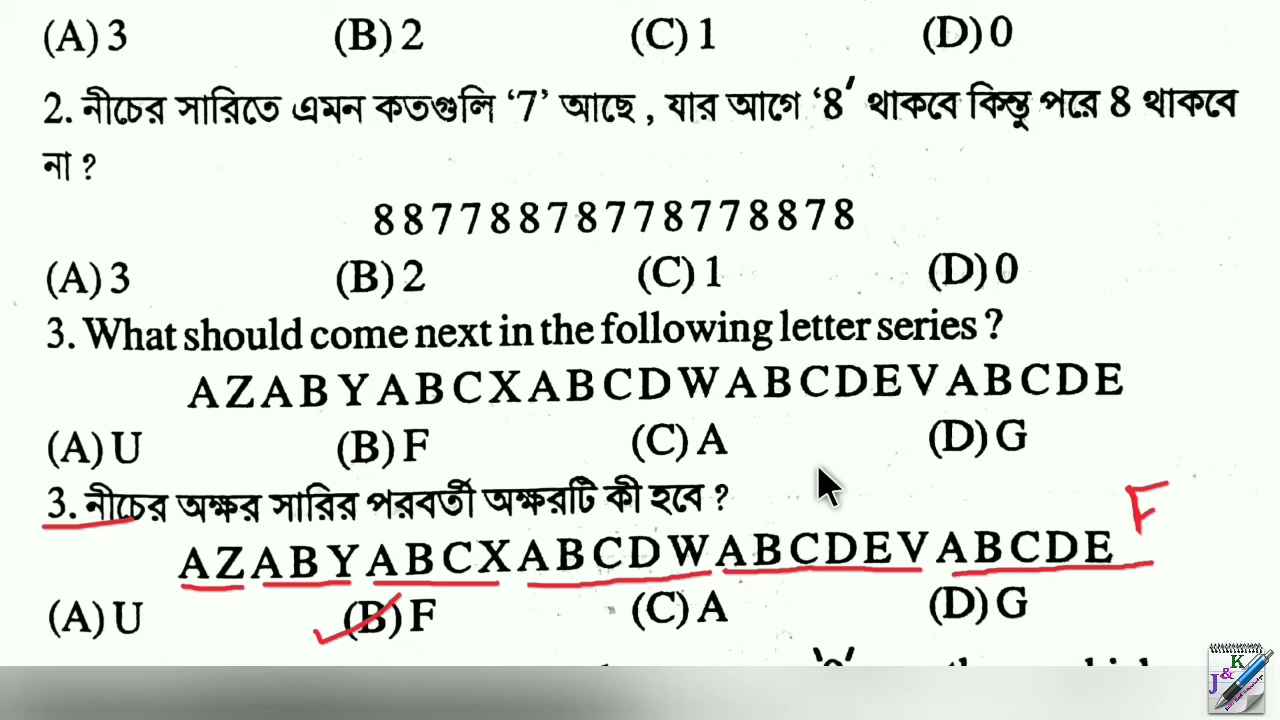 (A) 3 (B) 2 (C) 1 (D) 0
2. নীচের সারিতে এমন কতগুলি ‘7’ আছে , যার আগে ‘8’ থাকবে কিন্তু পরে 8 থাকবে
না ?
8 8 7 7 8 8 7 8 7 7 8 7 7 8 8 7 8
(A) 3 (B) 2 (C) 1 (D) 0
3. What should come next in the following letter series ?
A Z A B Y A B C X A B C D W A B C D E V A B C D E
(A) U (B) F (C) A (D) G
3. নীচের অক্ষর সারির পরবর্তী অক্ষরটি কী হবে ?
A Z A B Y A B C X A B C D W A B C D E V A B C D E F
(A) U (B) F (C) A (D) G
J & K